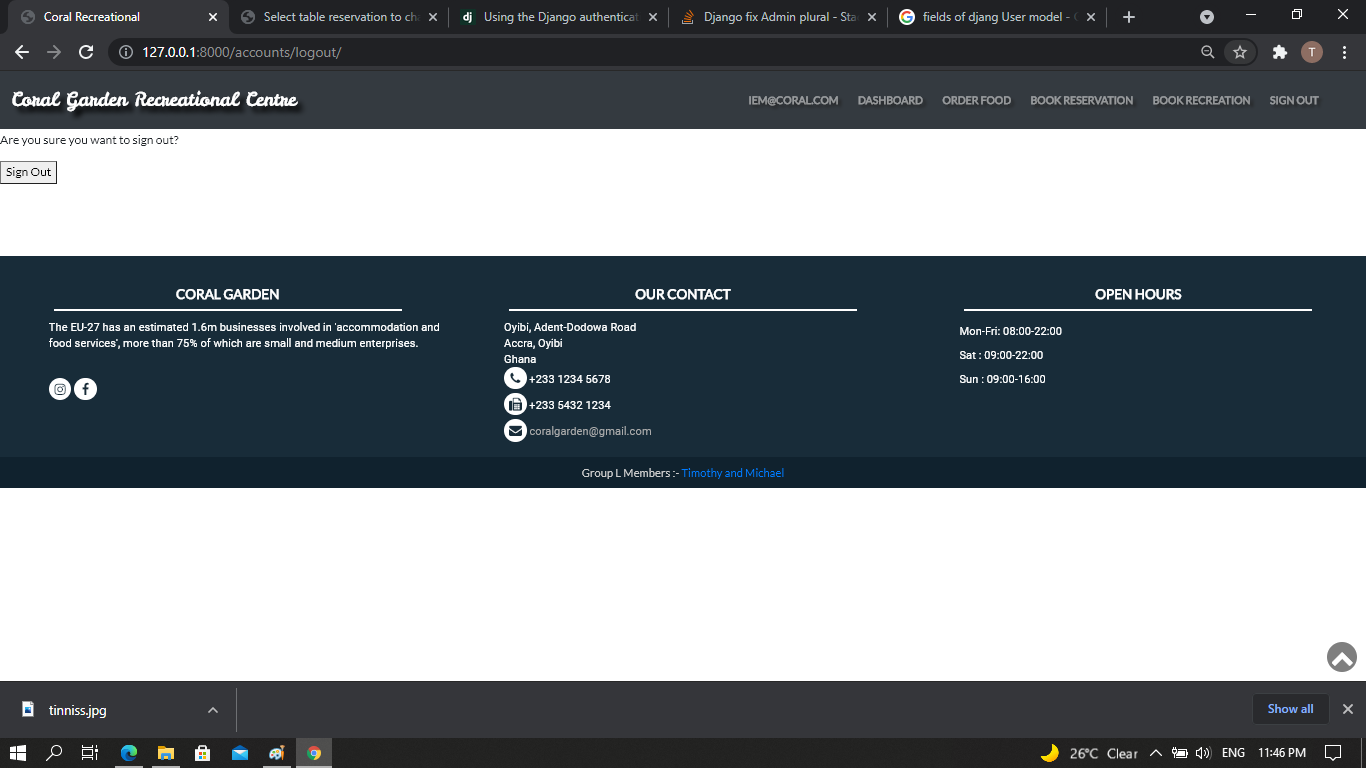 Coral Recreational
Select table reservation to ch
Using the Django authenticat
Django fix Admin plural - Sta
fields of djang User model - G
127.0.0.1:8000/accounts/logout/
T
Coral Garden Recreational Centre
IEM@CORAL.COM DASHBOARD ORDER FOOD BOOK RESERVATION BOOK RECREATION SIGN OUT
Are you sure you want to sign out?
Sign Out
CORAL GARDEN
The EU-27 has an estimated 1.6m businesses involved in 'accommodation and
food services', more than 75% of which are small and medium enterprises.
OUR CONTACT
Oyibi, Adent-Dodowa Road
Accra, Oyibi
Ghana
+233 1234 5678
+233 5432 1234
coralgarden@gmail.com
OPEN HOURS
Mon-Fri: 08:00-22:00
Sat : 09:00-22:00
Sun : 09:00-16:00
Group L Members :- Timothy and Michael
tinniss.jpg
Show all
26°C Clear
ENG
11:46 PM